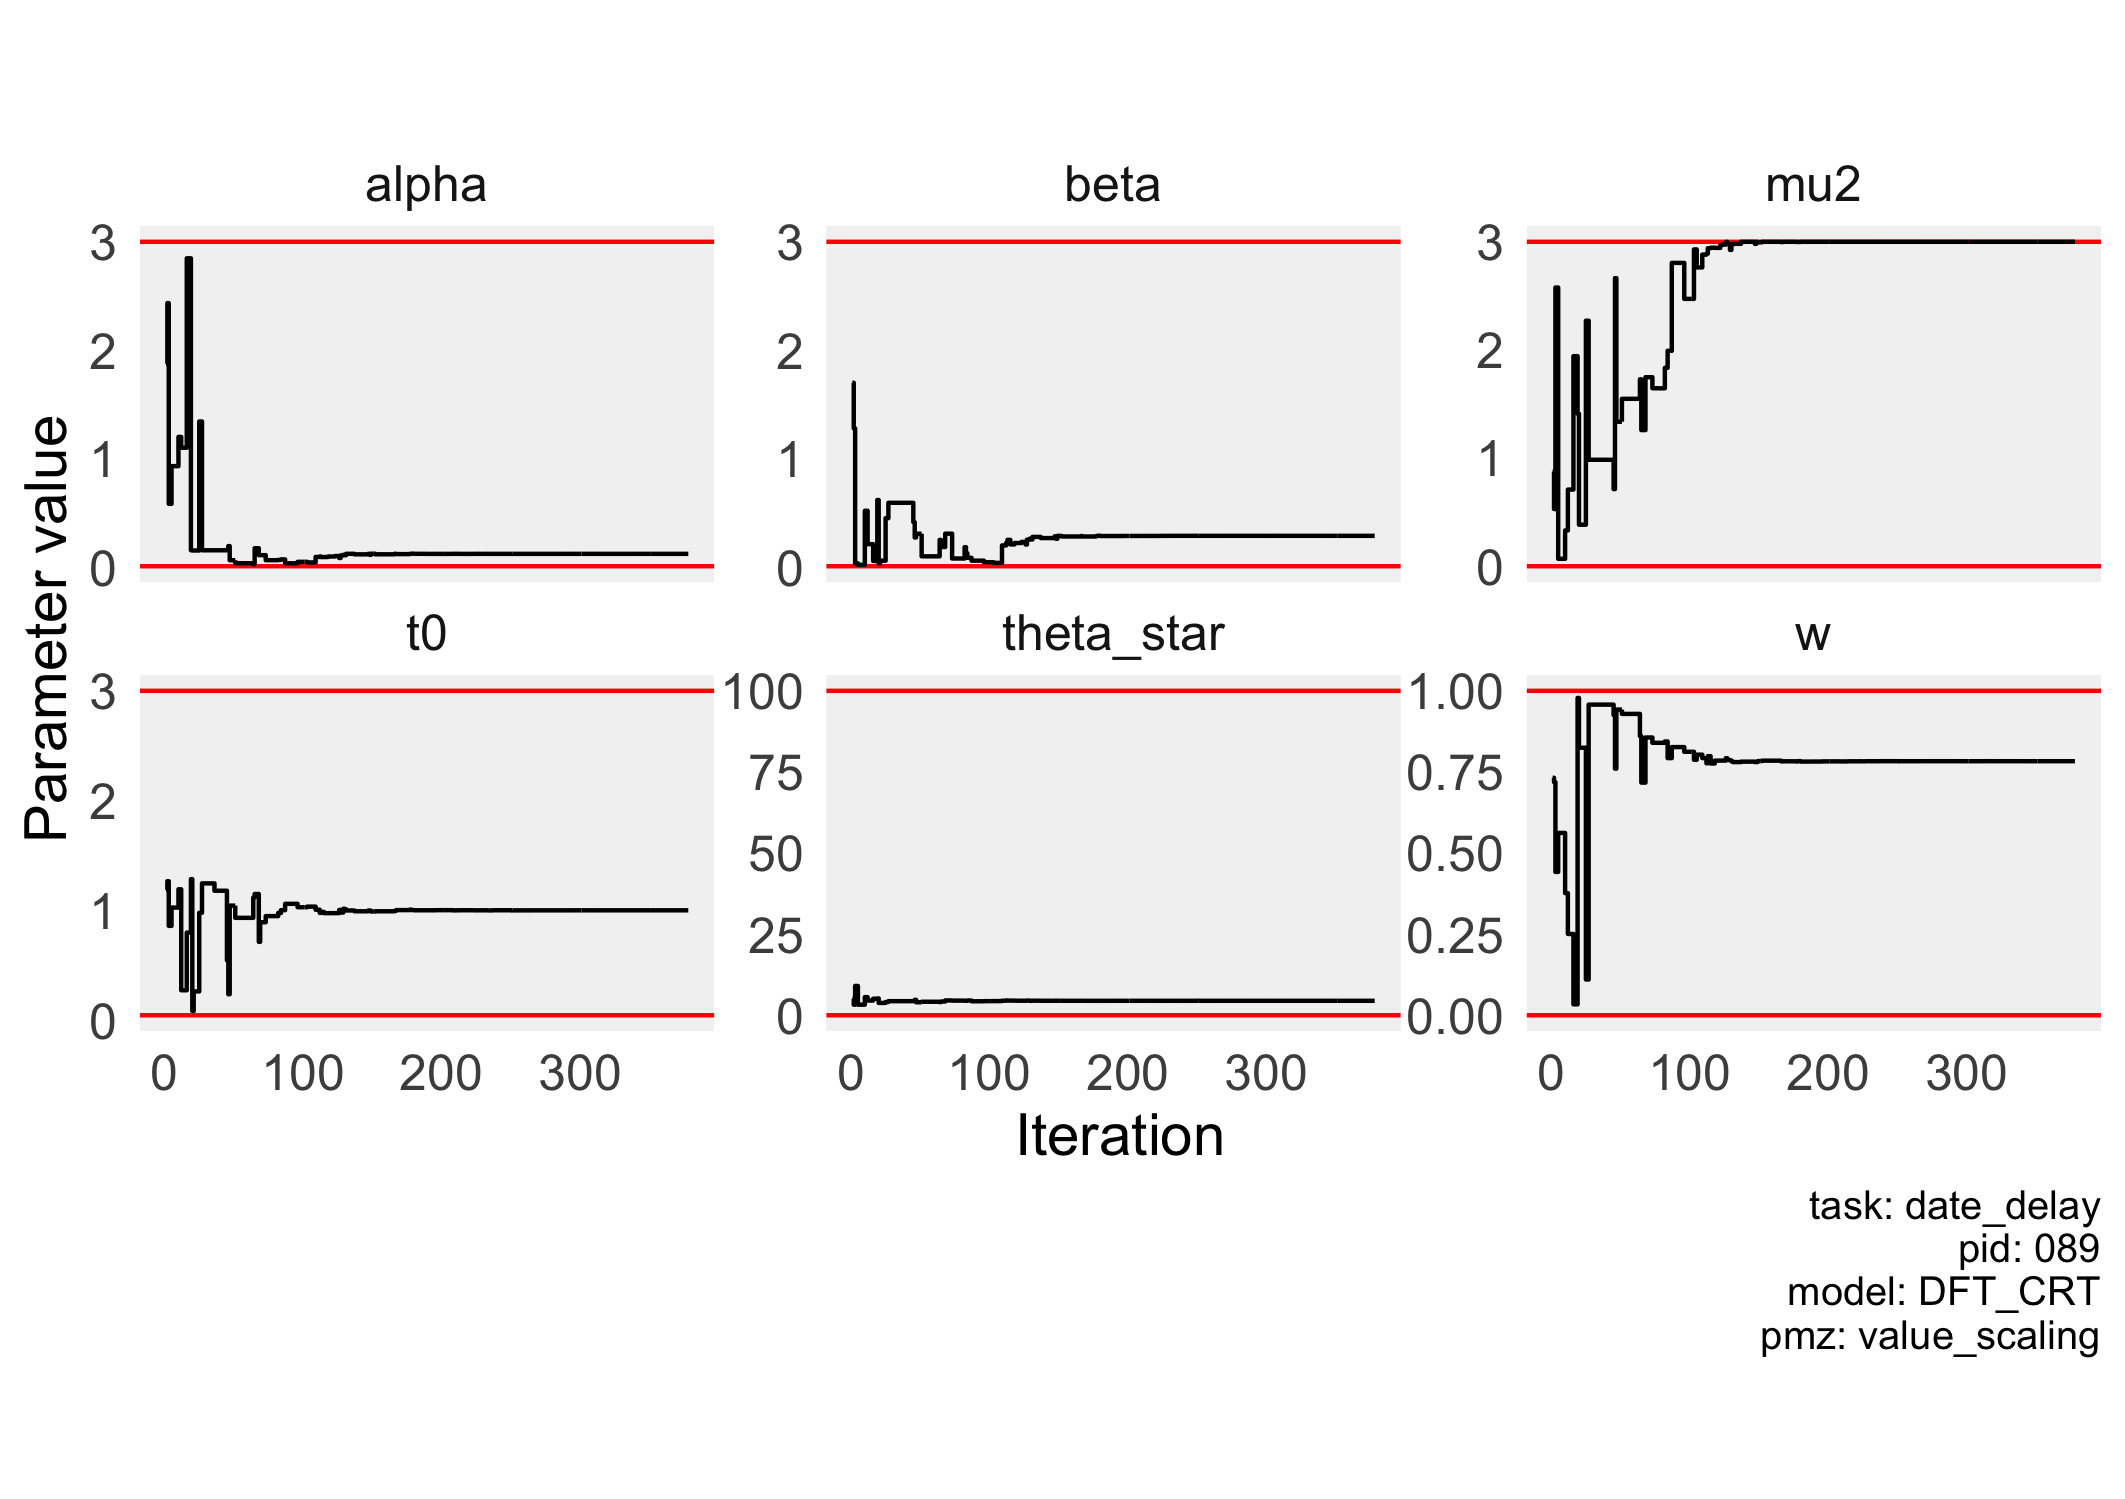 alpha
beta
mu2
3
2
1
0
3
2
1
0
3
2
1
0
t0
theta_star
w
3
2
1
0
100
75
50
25
0
1.00
0.75
0.50
0.25
0.00
0 100 200 300
0 100 200 300
0 100 200 300
Parameter value
Iteration
task: date_delay
pid: 089
model: DFT_CRT
pmz: value_scaling